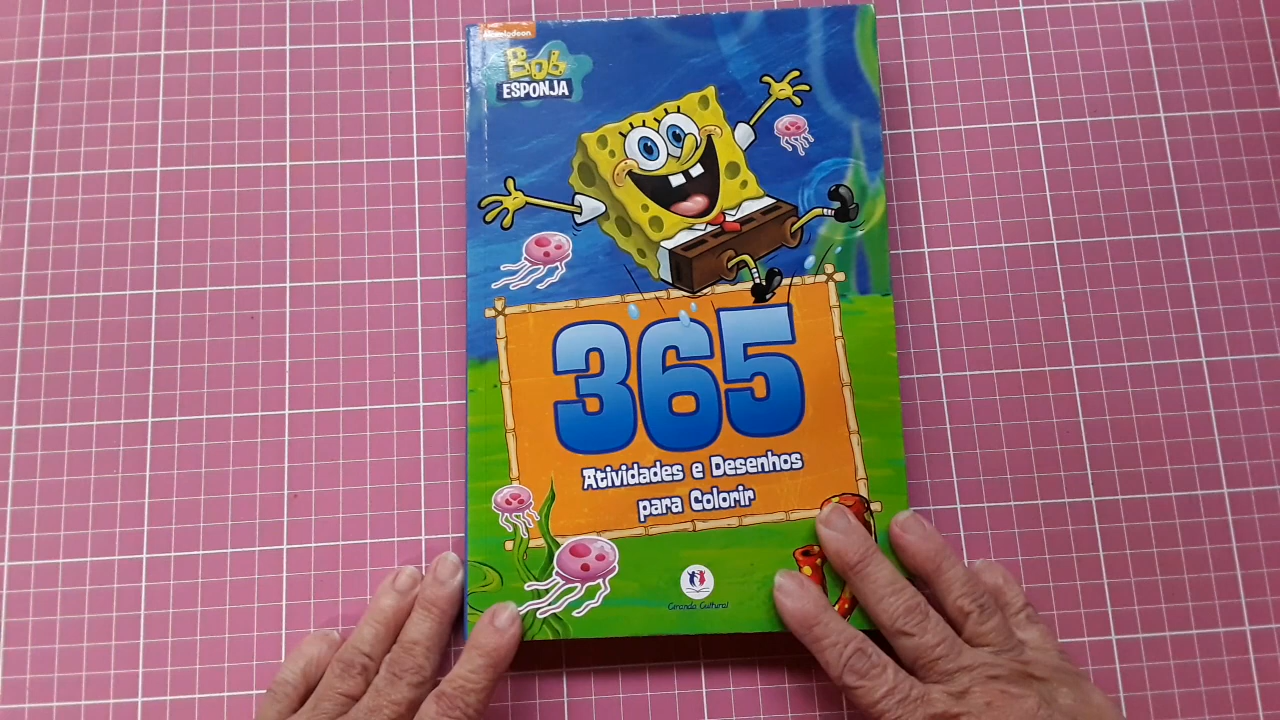 nickelodeon
Bob
ESPONJA
365
Atividades e Desenhos
para Colorir
Ciranda Cultural